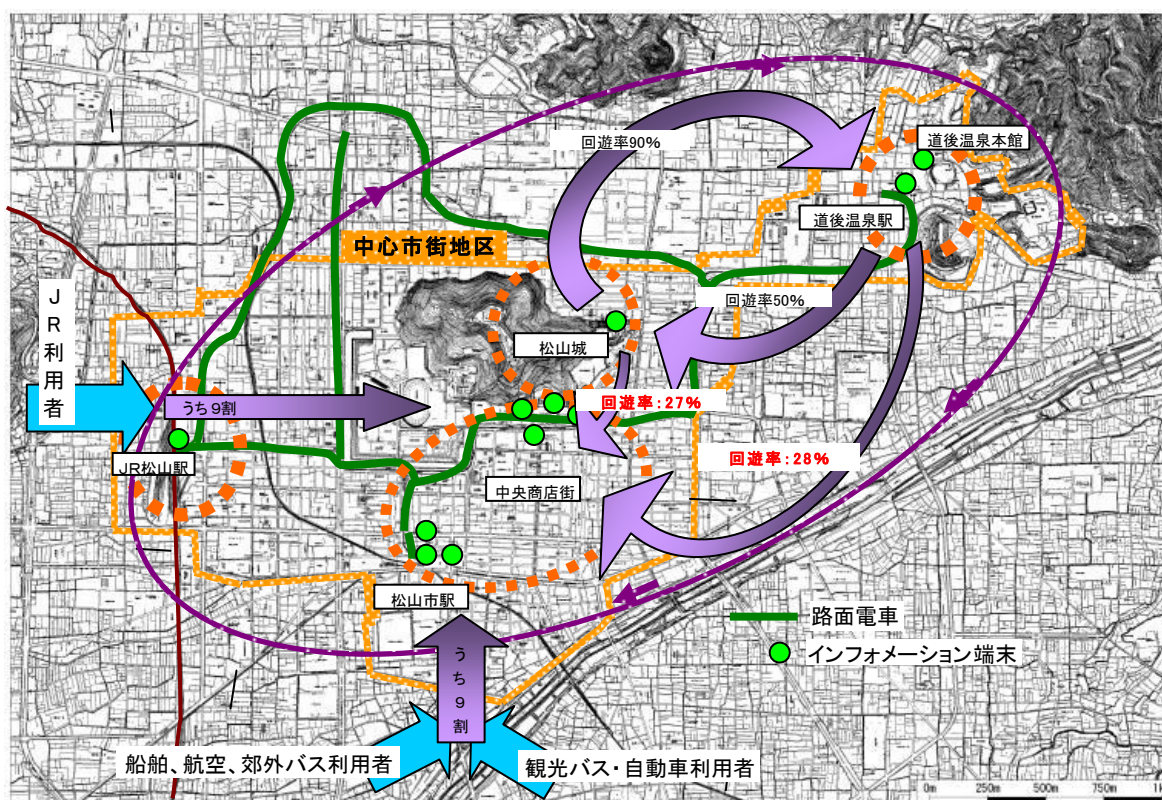 回遊率90%
道後温泉本館
道後温泉駅
中心市街地区
JR利用者
回遊率50%
松山城
うち9割
回遊率:27%
回遊率:28%
JR松山駅
中央商店街
松山市駅
路面電車
インフォメーション端末
うち9割
船舶、航空、郊外バス利用者
観光バス・自動車利用者
0m 250m 500m 750m